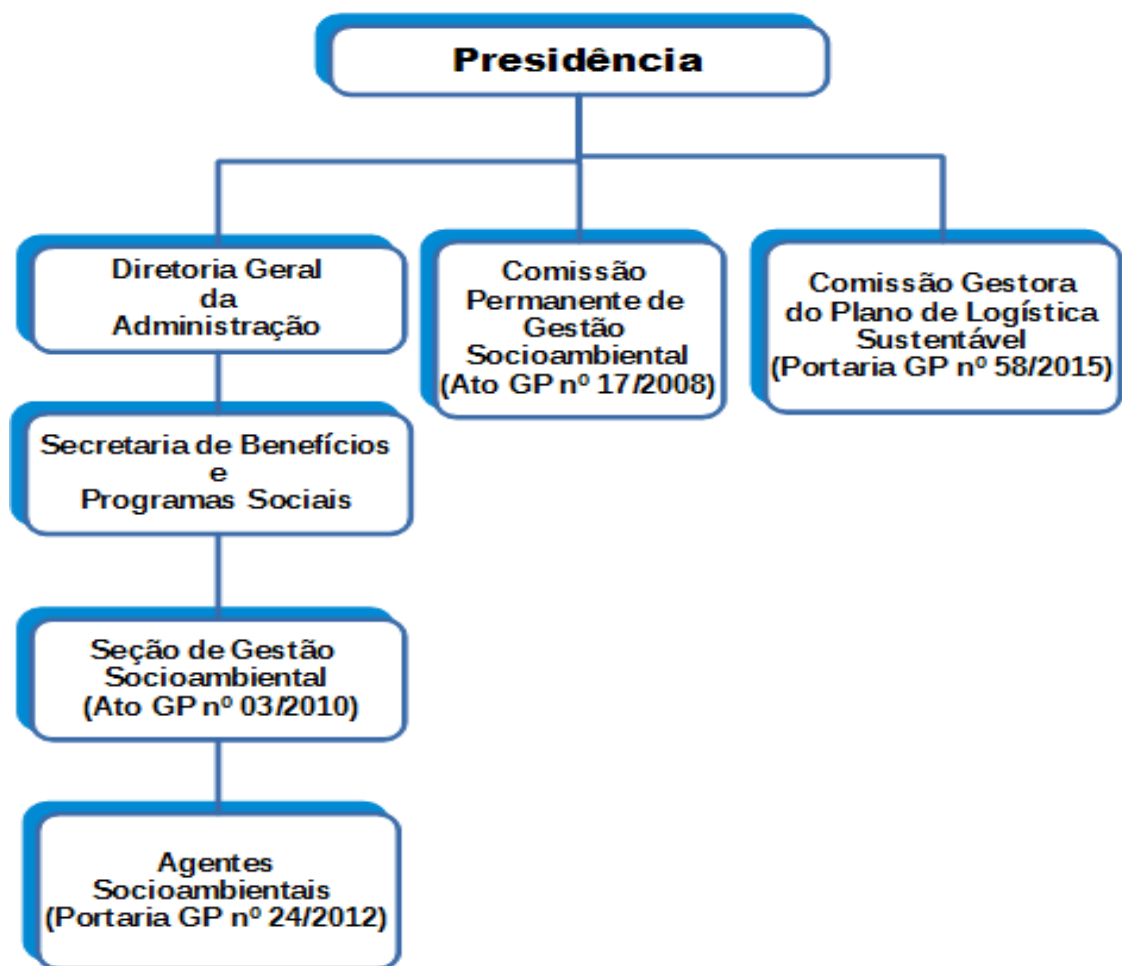 Presidência
Diretoria Geral
da
Administração
Comissão
Permanente de
Gestão
Socioambiental
(Ato GP nº 17/2008)
Comissão Gestora
do Plano de Logística
Sustentável
(Portaria GP nº 58/2015)
Secretaria de Benefícios
e
Programas Sociais
Seção de Gestão
Socioambiental
(Ato GP nº 03/2010)
Agentes
Socioambientais
(Portaria GP nº 24/2012)